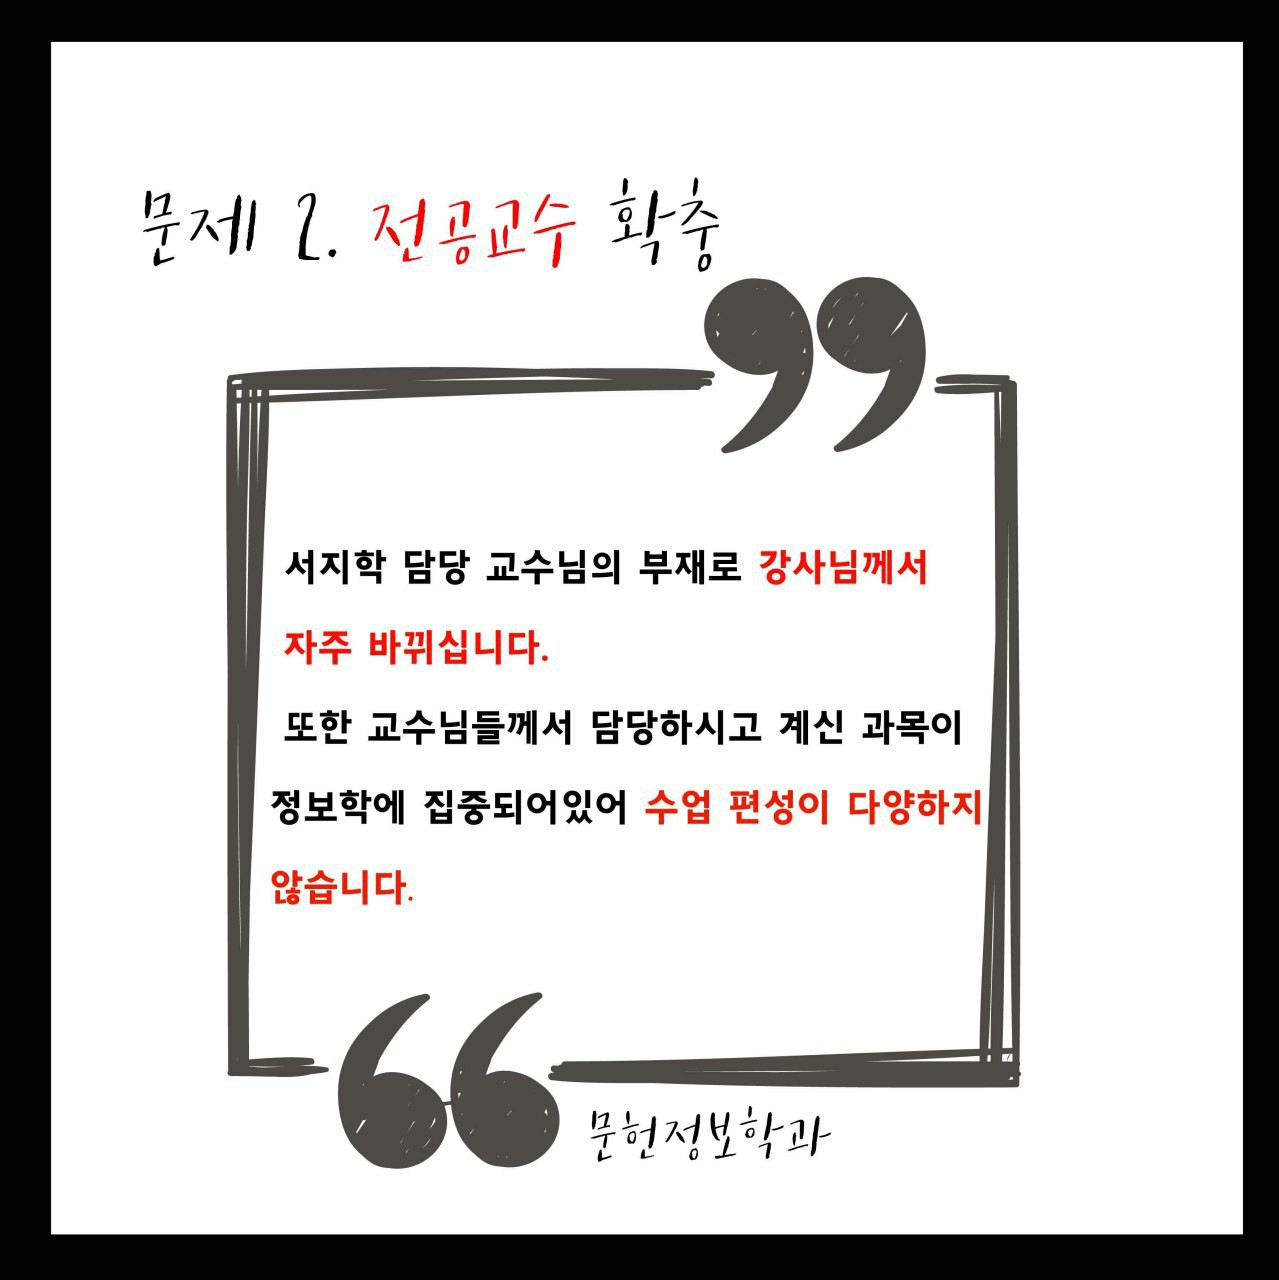 문제 2. 전공교수 확충
서지학 담당 교수님의 부재로 강사님께서
자주 바뀌십니다.
또한 교수님들께서 담당하시고 계신 과목이
정보학에 집중되어있어 수업 편성이 다양하지
않습니다.
문헌정보학과